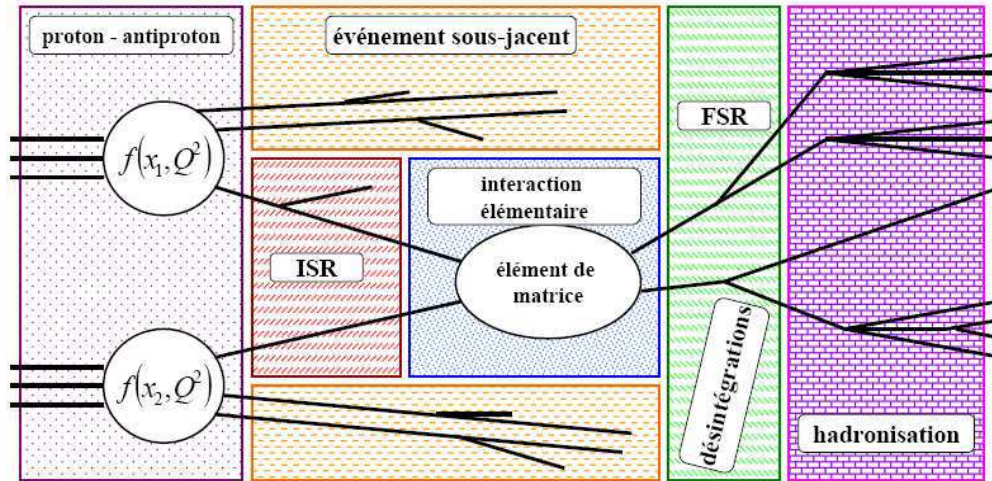 proton - antiproton
événement sous-jacent
f(x₁, Q²)
FSR
interaction
élémentaire
ISR
élément de
matrice
f(x₂, Q²)
désintégrations
hadronisation